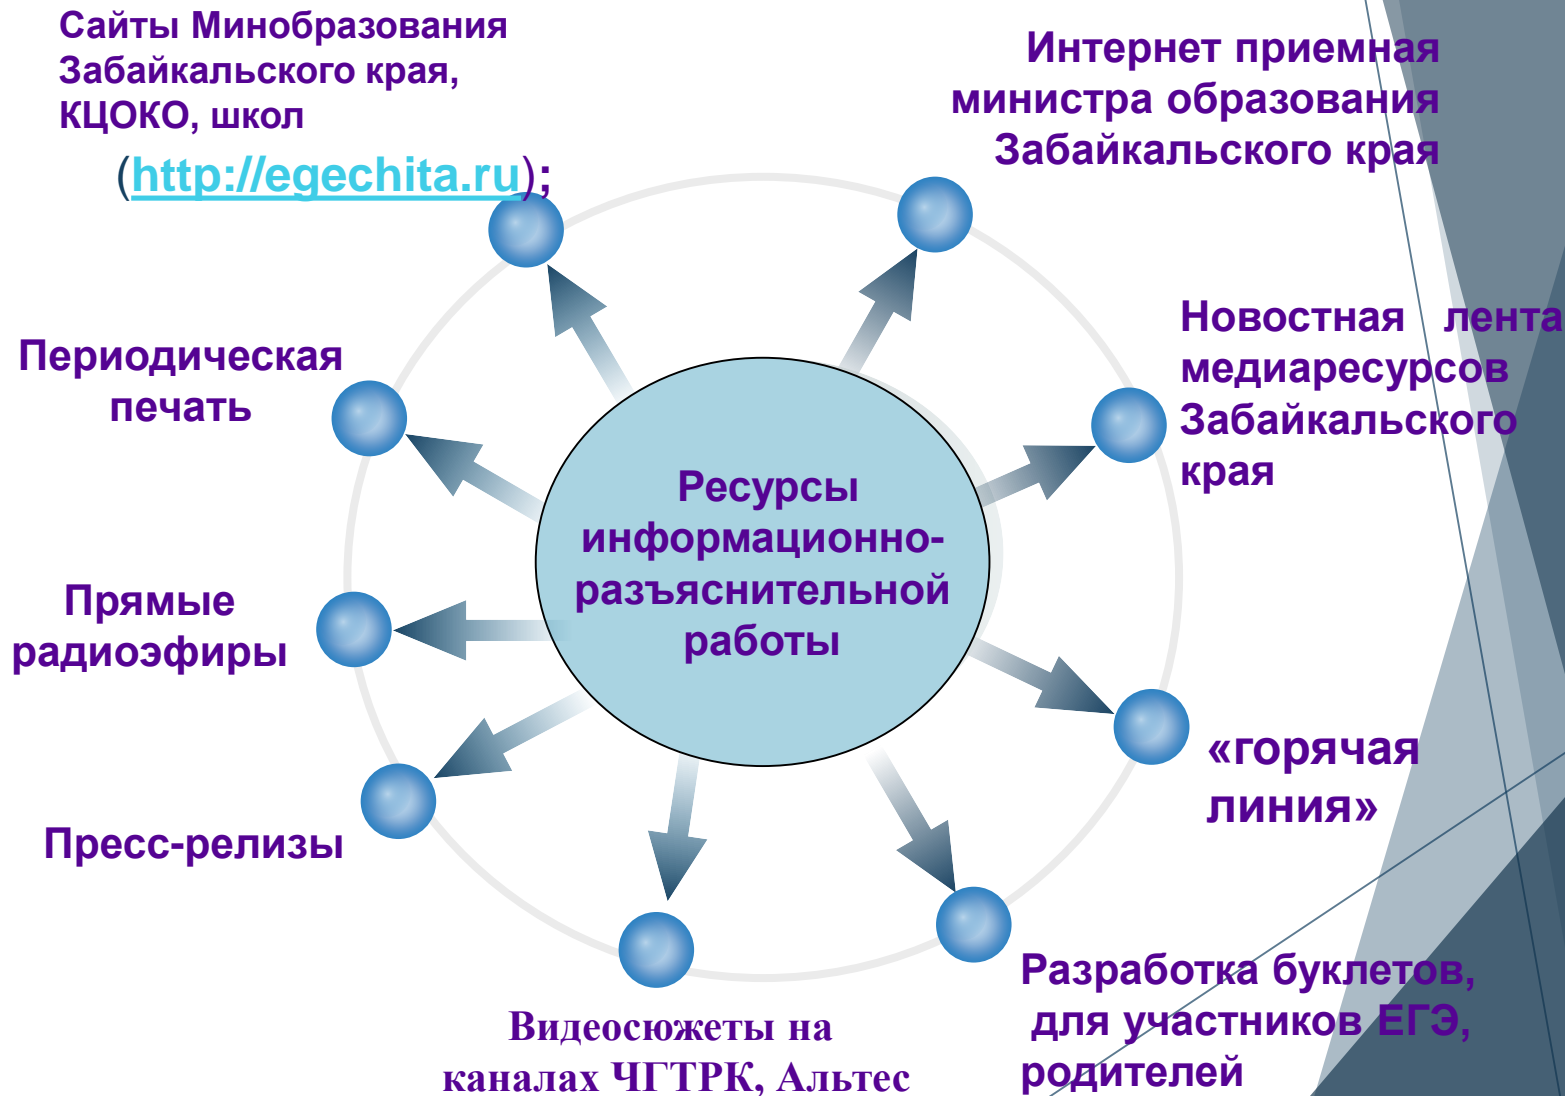 Сайты Минобразования
Забайкальского края,
КЦОКО, школ
(http://egechita.ru);
Интернет приемная
министра образования
Забайкальского края
Новостная лента
медиаресурсов
Забайкальского
края
«горячая
линия»
Разработка буклетов,
для участников ЕГЭ,
родителей
Видеосюжеты на
каналах ЧГТРК, Альтес
Пресс-релизы
Прямые
радиоэфиры
Периодическая
печать
Ресурсы
информационно-
разъяснительной
работы